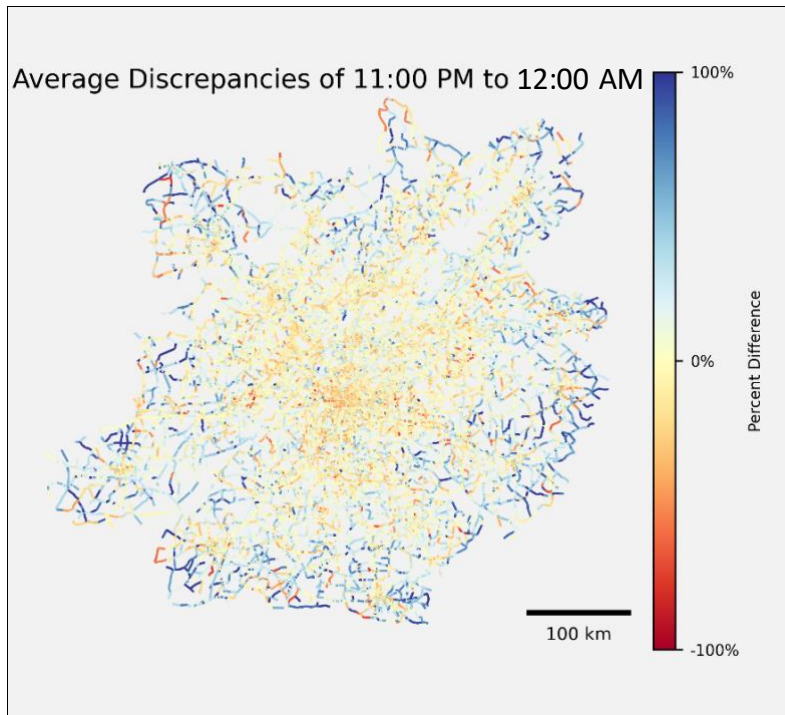 Average Discrepancies of 11:00 PM to 12:00 AM
100%
0%
-100%
Percent Difference
100 km